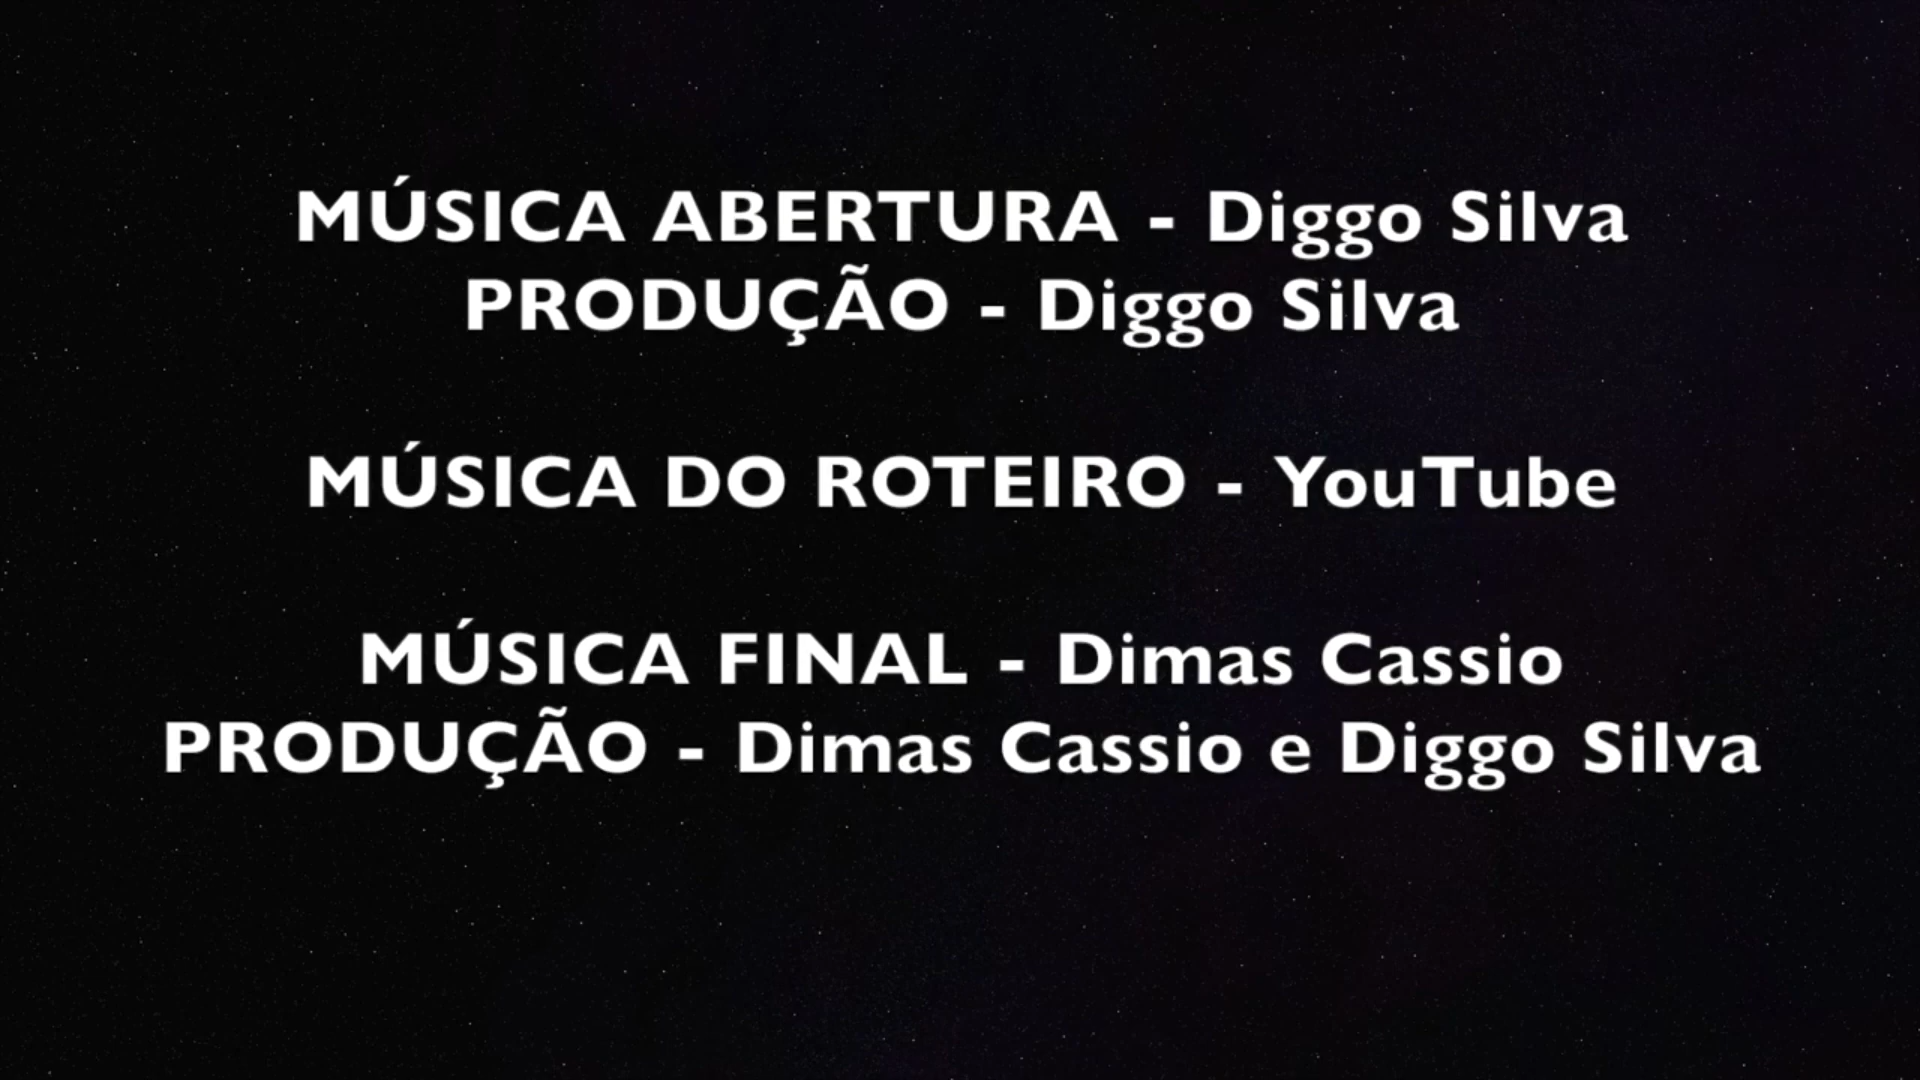 MÚSICA ABERTURA - Diggo Silva
PRODUÇÃO - Diggo Silva
MÚSICA DO ROTEIRO - YouTube
MÚSICA FINAL - Dimas Cassio
PRODUÇÃO - Dimas Cassio e Diggo Silva